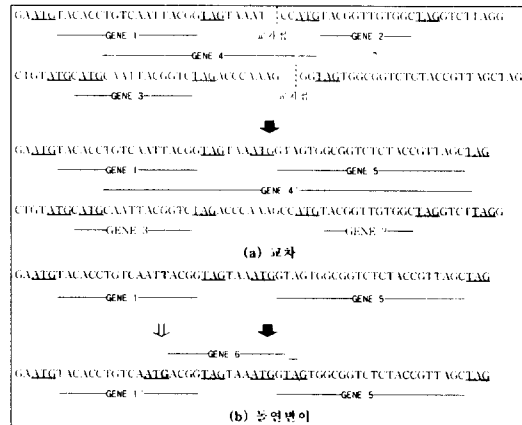 GAATGTACACCTGTCAATTACGGTAGTAAAT CCATGTACGGTTGTGGCTAGGTCTTAGG
GENE 1 교차점 GENE 2
GENE 4 ?
CTGTATGCATGCAATTACGGTCTAGACCCAAAG GGTAGTGGCGGTCTCTACCGTTAGCTAG
GENE 3 교차점
GAATGTACACCTGTCAATTACGGTAGTAAATGGTAGTGGCGGTCTCTACCGTTAGCTAG
GENE 1 GENE 5
GENE 4
CTGTATGCATGCAATTACGGTCTAGACCCAAAGCCATGTACGGTTGTGGCTAGGTCTTAGG
GENE 3 GENE 2
(a) 교차
GAATGTACACCTGTCAATTACGGTAGTAAATGGTAGTGGCGGTCTCTACCGTTAGCTAG
GENE 1 GENE 5
GENE 6
GAATGTACACCTGTCAATGACGGTAGTAAATGGTAGTGGCGGTCTCTACCGTTAGCTAG
GENE 1 GENE 5
(b) 돌연변이